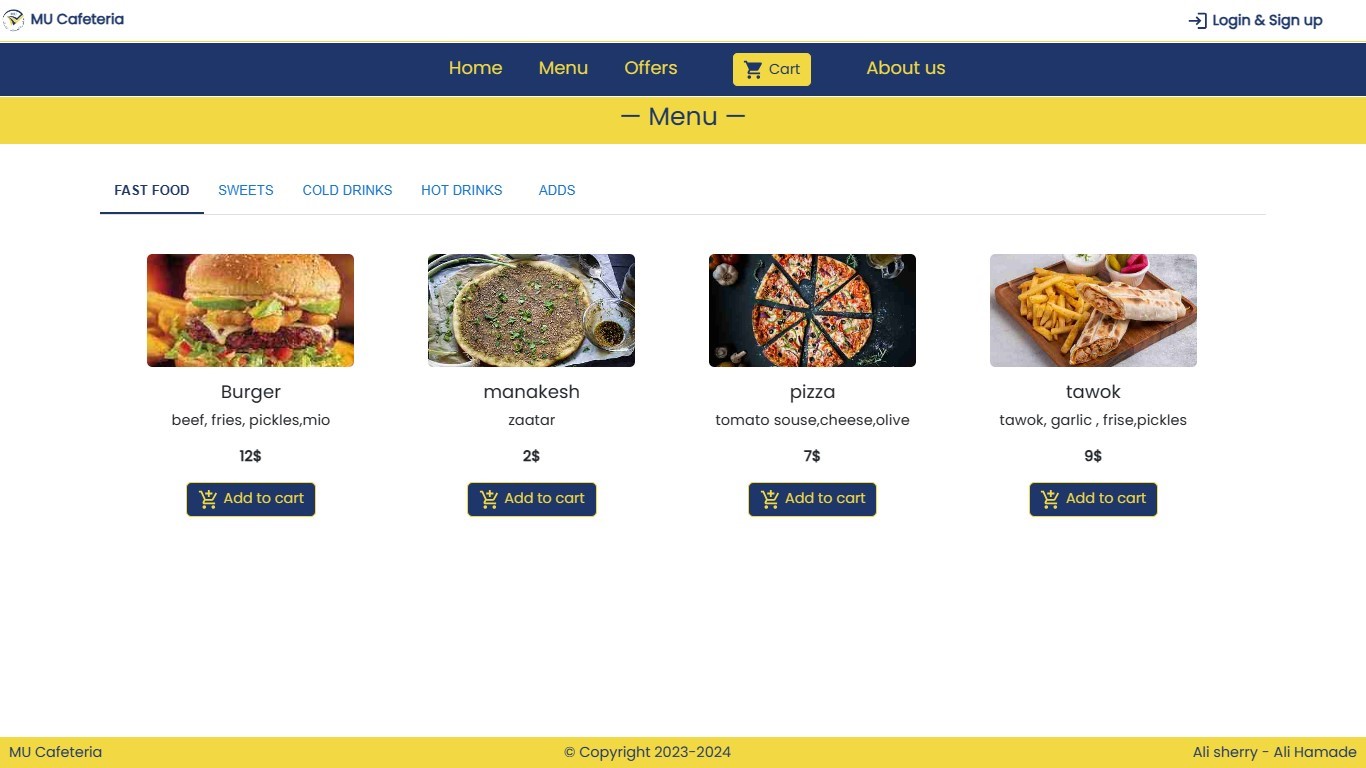 MU Cafeteria
Login & Sign up
Home Menu Offers Cart About us
— Menu —
FAST FOOD SWEETS COLD DRINKS HOT DRINKS ADDS
Burger manakesh pizza tawok
beef, fries, pickles,mio zaatar tomato souse,cheese,olive tawok, garlic , frise,pickles
12$ 2$ 7$ 9$
Add to cart Add to cart Add to cart Add to cart
MU Cafeteria © Copyright 2023-2024 Ali sherry - Ali Hamade